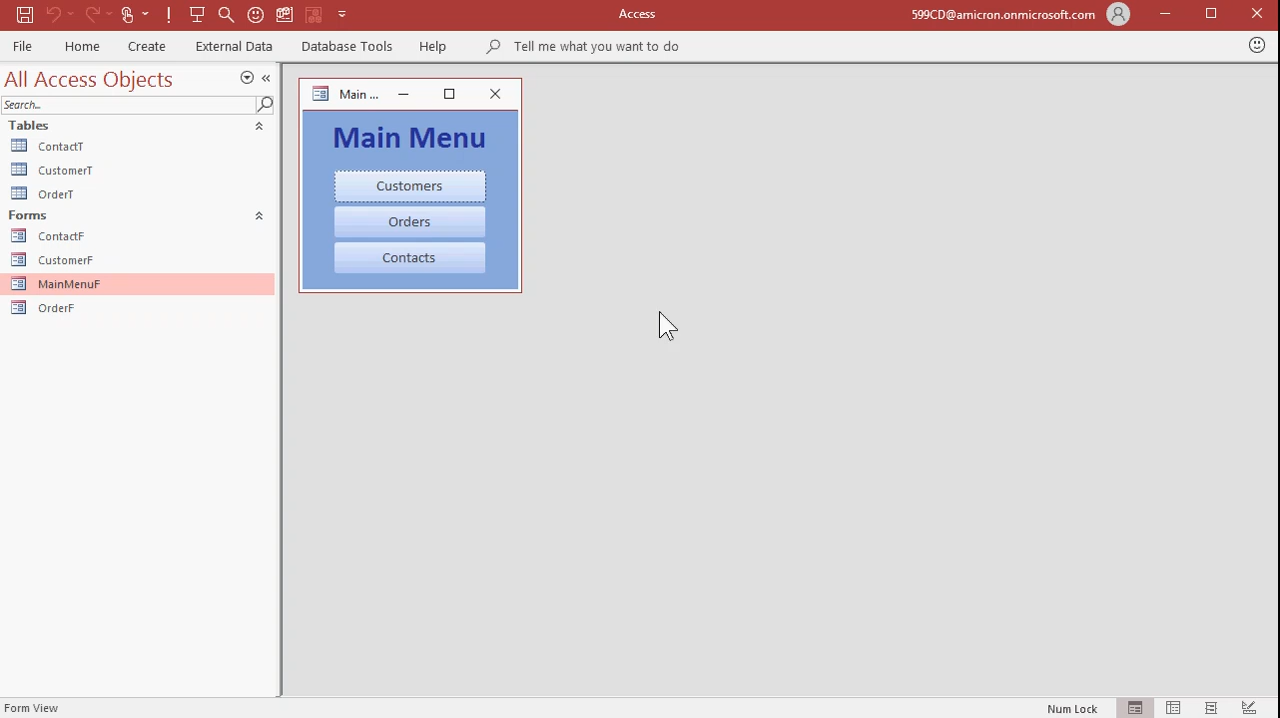 Access
599CD@amicron.onmicrosoft.com
File Home Create External Data Database Tools Help Tell me what you want to do
All Access Objects
Search...
Tables
ContactT
CustomerT
OrderT
Forms
ContactF
CustomerF
MainMenuF
OrderF
Main ...
Main Menu
Customers
Orders
Contacts
Form View
Num Lock